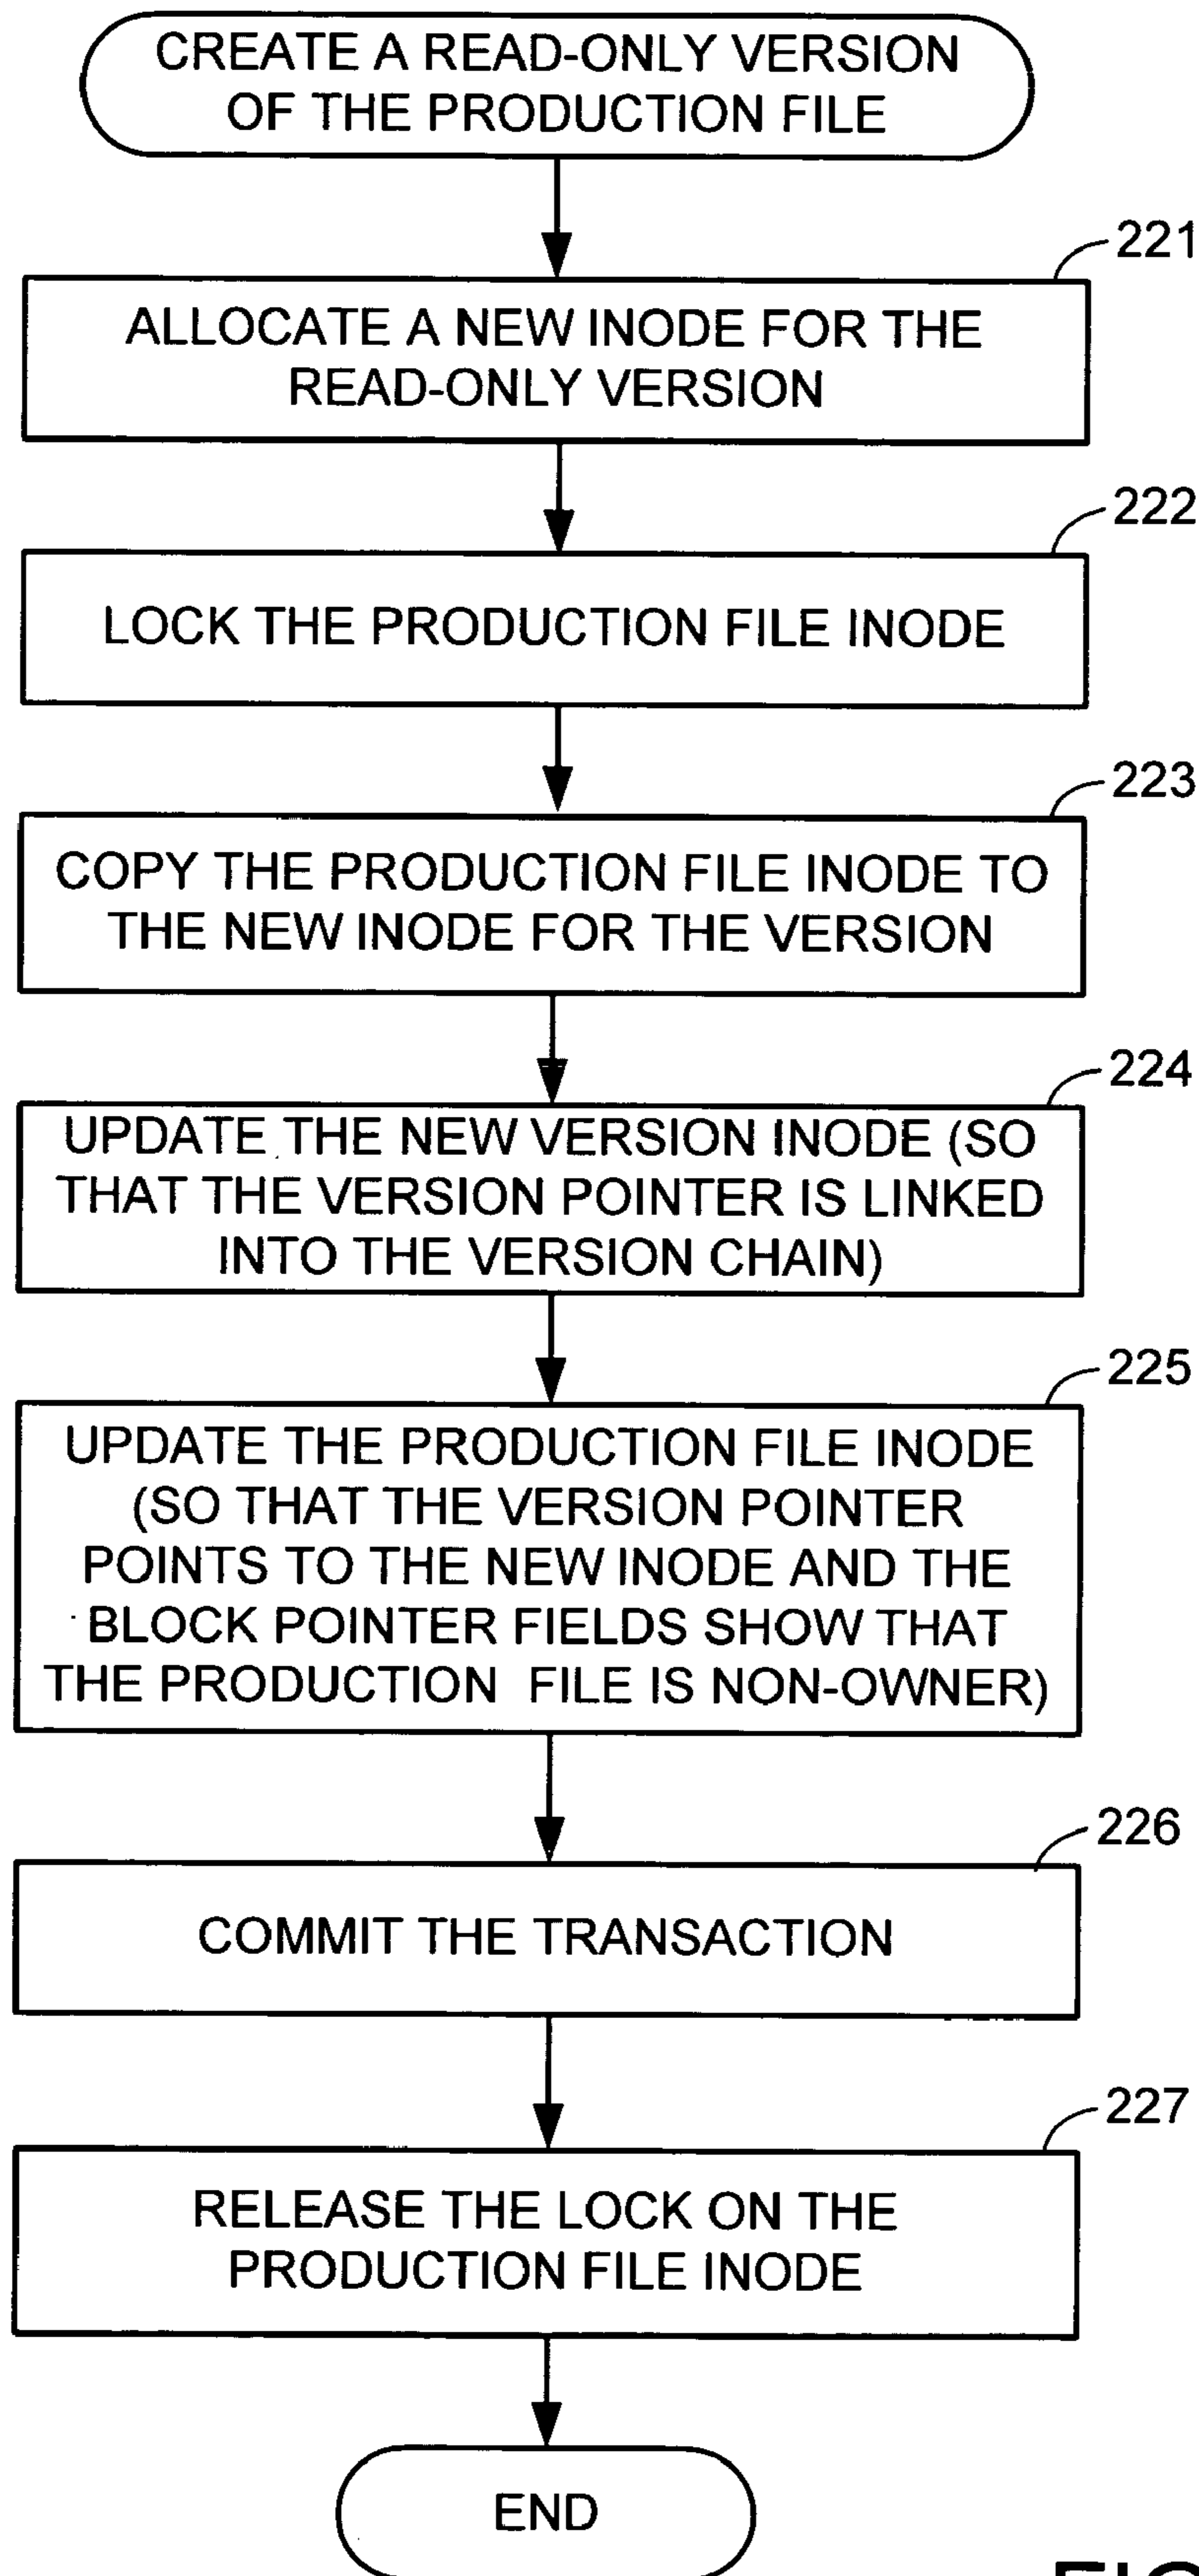 CREATE A READ-ONLY VERSION
OF THE PRODUCTION FILE
221
ALLOCATE A NEW INODE FOR THE
READ-ONLY VERSION
222
LOCK THE PRODUCTION FILE INODE
223
COPY THE PRODUCTION FILE INODE TO
THE NEW INODE FOR THE VERSION
224
UPDATE THE NEW VERSION INODE (SO
THAT THE VERSION POINTER IS LINKED
INTO THE VERSION CHAIN)
225
UPDATE THE PRODUCTION FILE INODE
(SO THAT THE VERSION POINTER
POINTS TO THE NEW INODE AND THE
BLOCK POINTER FIELDS SHOW THAT
THE PRODUCTION FILE IS NON-OWNER)
226
COMMIT THE TRANSACTION
227
RELEASE THE LOCK ON THE
PRODUCTION FILE INODE
END